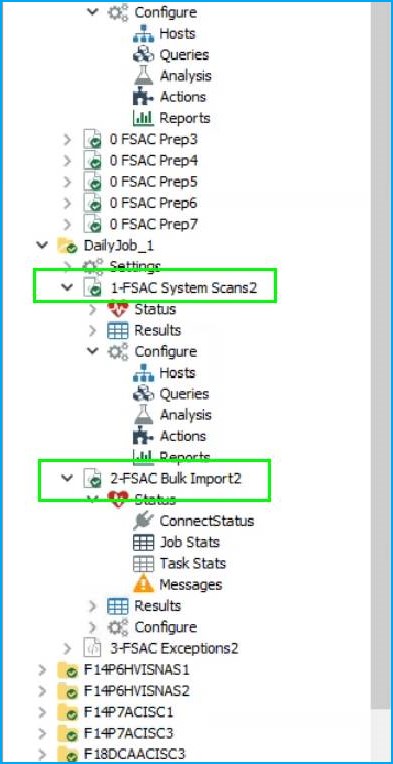 Configure
Hosts
Queries
Analysis
Actions
Reports
0 FSAC Prep3
0 FSAC Prep4
0 FSAC Prep5
0 FSAC Prep6
0 FSAC Prep7
DailyJob_1
Settings
1-FSAC System Scans2
Status
Results
Configure
Hosts
Queries
Analysis
Actions
Reports
2-FSAC Bulk Import2
Status
ConnectStatus
Job Stats
Task Stats
Messages
Results
Configure
3-FSAC Exceptions2
F14P6HVISNAS1
F14P6HVISNAS2
F14P7ACISC1
F14P7ACISC3
F18DCAACISC3